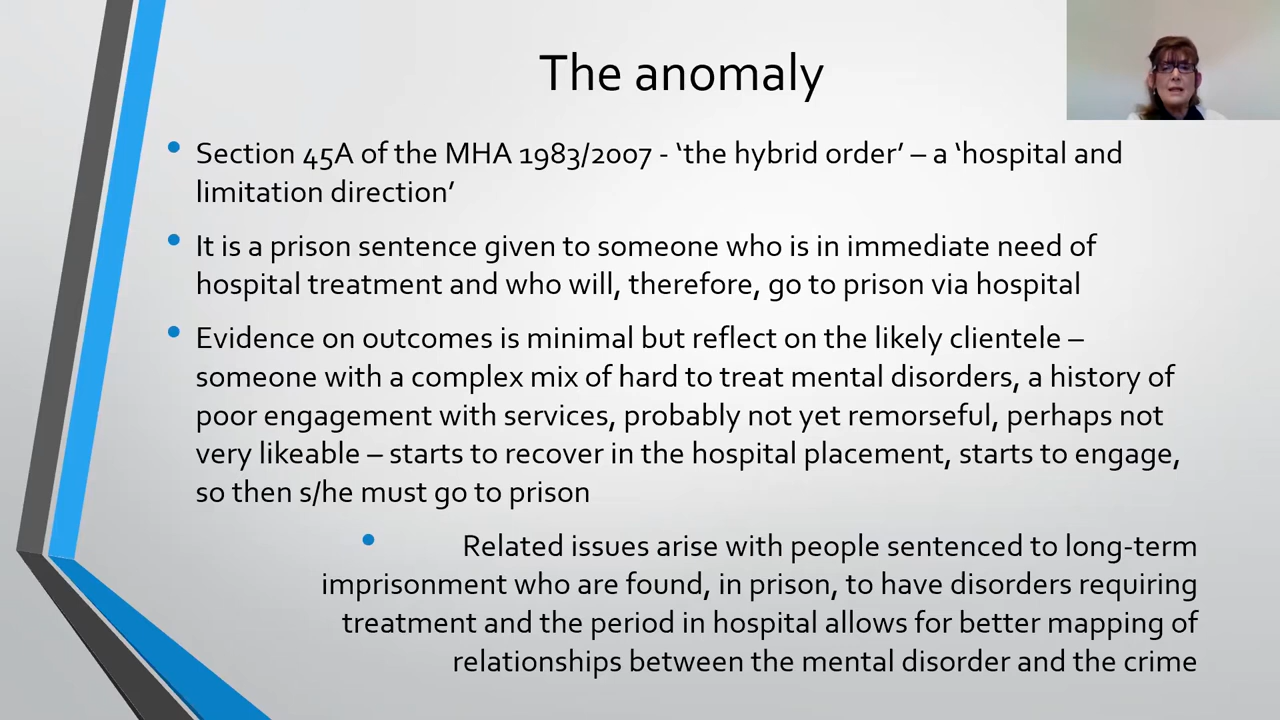 The anomaly
• Section 45A of the MHA 1983/2007 - ‘the hybrid order’ – a ‘hospital and
limitation direction’
• It is a prison sentence given to someone who is in immediate need of
hospital treatment and who will, therefore, go to prison via hospital
• Evidence on outcomes is minimal but reflect on the likely clientele –
someone with a complex mix of hard to treat mental disorders, a history of
poor engagement with services, probably not yet remorseful, perhaps not
very likeable – starts to recover in the hospital placement, starts to engage,
so then s/he must go to prison
• Related issues arise with people sentenced to long-term
imprisonment who are found, in prison, to have disorders requiring
treatment and the period in hospital allows for better mapping of
relationships between the mental disorder and the crime